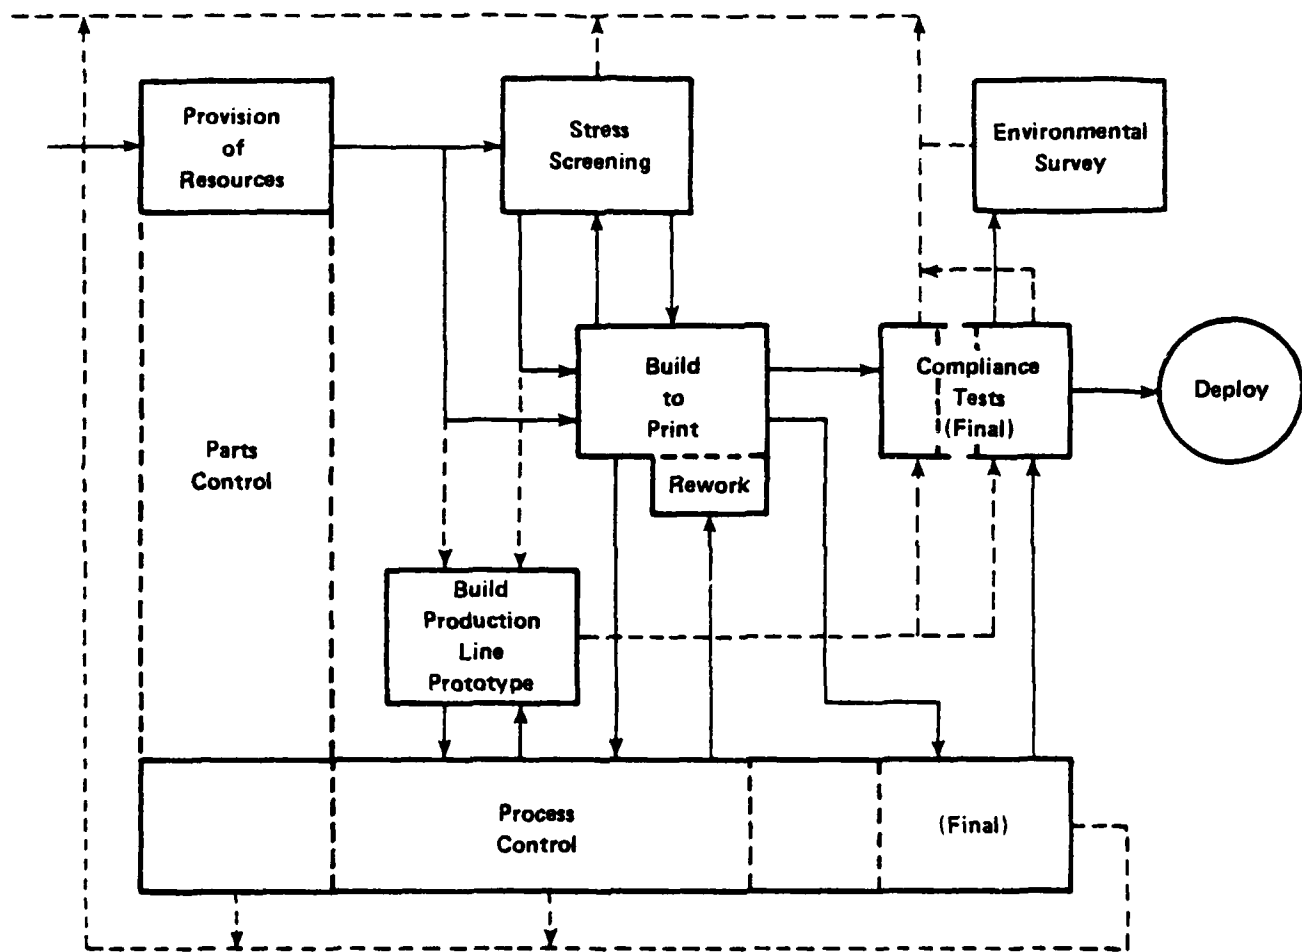 Provision
of
Resources
Stress
Screening
Environmental
Survey
Build
to
Print
Rework
Compliance
Tests
(Final)
Deploy
Parts
Control
Build
Production
Line
Prototype
Process
Control
(Final)